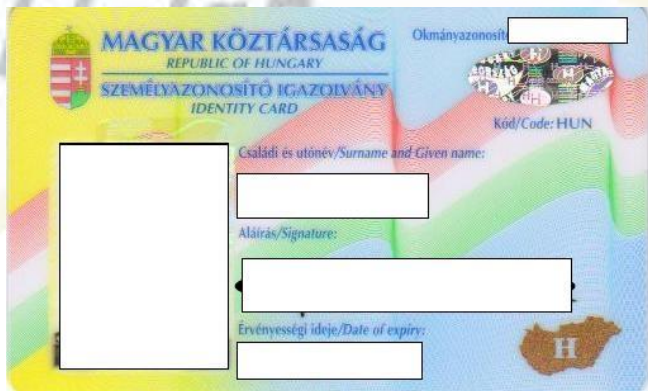 MAGYAR KÖZTÁRSASÁG
REPUBLIC OF HUNGARY
SZEMÉLYAZONOSÍTÓ IGAZOLVÁNY
IDENTITY CARD
Okmányazonosító
Kód/Code: HUN
Családi és utónév/Surname and Given name:
Aláírás/Signature:
Érvényességi ideje/Date of expiry:
H